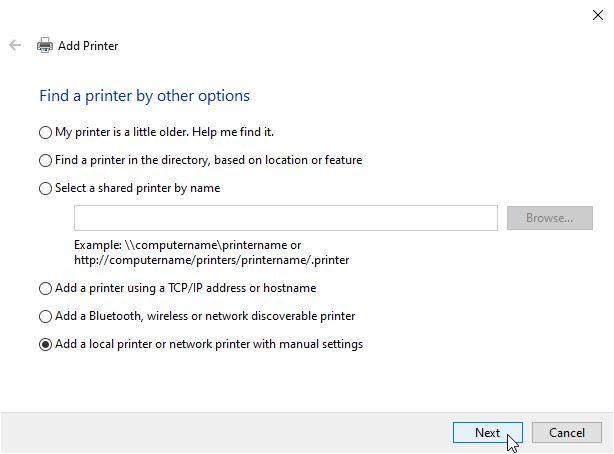 Add Printer
Find a printer by other options
My printer is a little older. Help me find it.
Find a printer in the directory, based on location or feature
Select a shared printer by name
Browse...
Example: \\computername\printername or
http://computername/printers/printername/.printer
Add a printer using a TCP/IP address or hostname
Add a Bluetooth, wireless or network discoverable printer
Add a local printer or network printer with manual settings
Next
Cancel